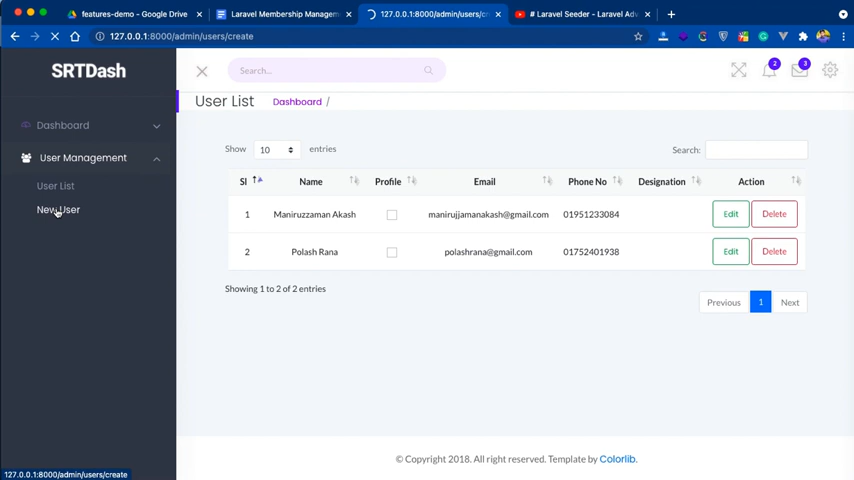 features-demo - Google Drive
Laravel Membership Managem
127.0.0.1:8000/admin/users/cre
# Laravel Seeder - Laravel Adv
127.0.0.1:8000/admin/users/create
SRTDash
Search...
2
3
User List
Dashboard /
Dashboard
User Management
User List
New User
Show 10 entries
Search:
Sl Name Profile Email Phone No Designation Action
1 Maniruzzaman Akash manirujjamanakash@gmail.com 01951233084 Edit Delete
2 Polash Rana polashrana@gmail.com 01752401938 Edit Delete
Showing 1 to 2 of 2 entries
Previous 1 Next
© Copyright 2018. All right reserved. Template by Colorlib.
127.0.0.1:8000/admin/users/create